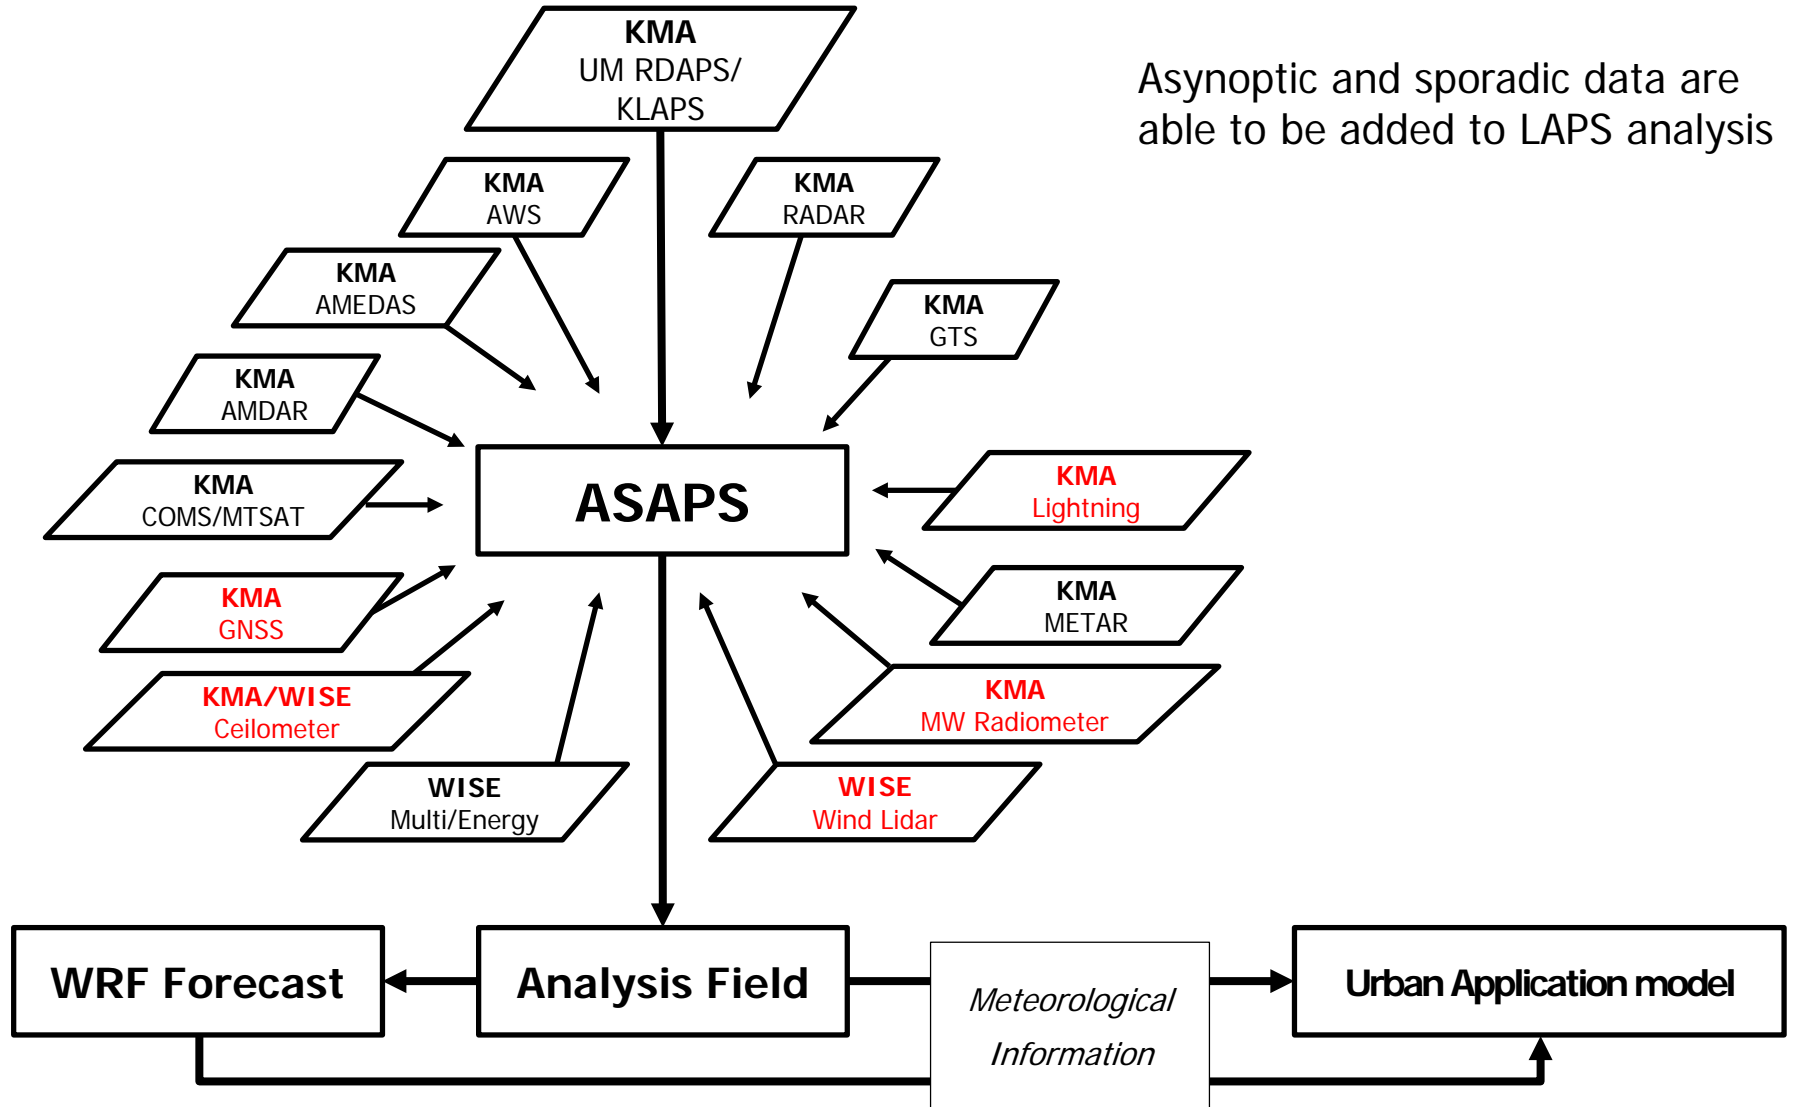 KMA
UM RDAPS/
KLAPS
Asynoptic and sporadic data are
able to be added to LAPS analysis
KMA
AWS
KMA
RADAR
KMA
AMEDAS
KMA
GTS
KMA
AMDAR
KMA
COMS/MTSAT
ASAPS
KMA
Lightning
KMA
GNSS
KMA
METAR
KMA/WISE
Ceilometer
KMA
MW Radiometer
WISE
Multi/Energy
WISE
Wind Lidar
WRF Forecast
Analysis Field
Meteorological
Information
Urban Application model